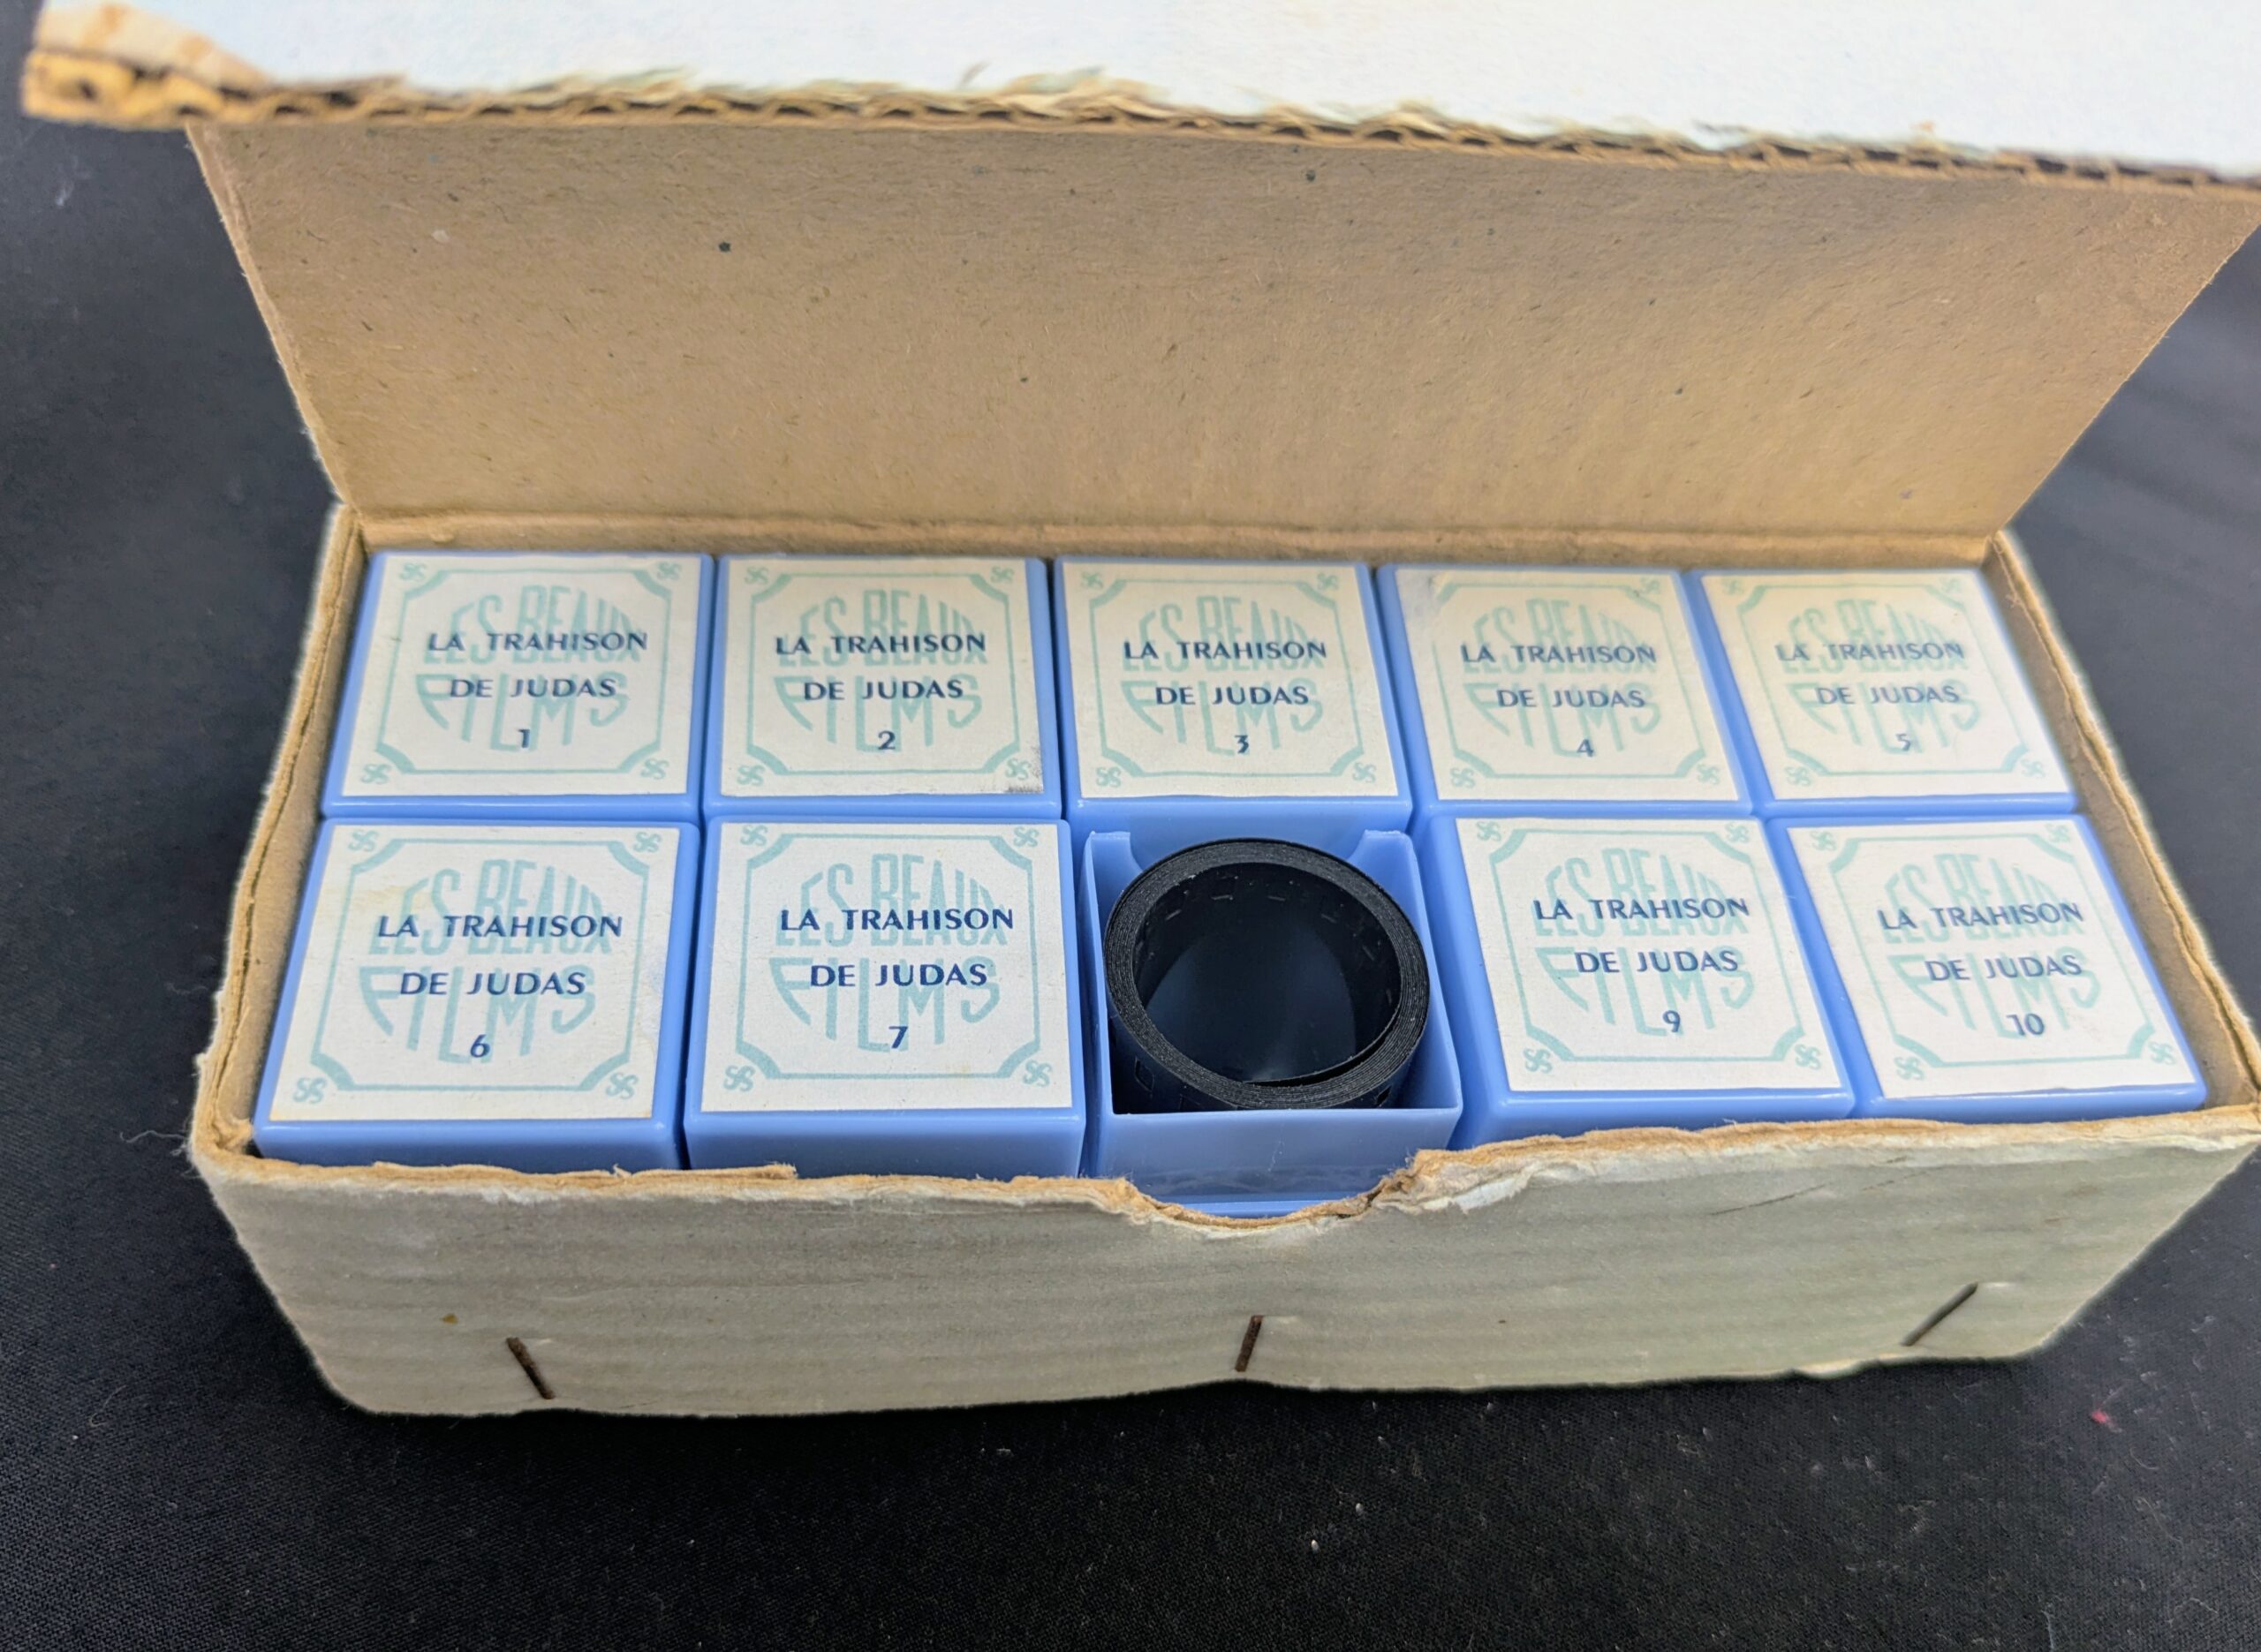 LES BEAUX
FILMS
LA TRAHISON
DE JUDAS
1
LES BEAUX
FILMS
LA TRAHISON
DE JUDAS
2
LES BEAUX
FILMS
LA TRAHISON
DE JUDAS
3
LES BEAUX
FILMS
LA TRAHISON
DE JUDAS
4
LES BEAUX
FILMS
LA TRAHISON
DE JUDAS
5
LES BEAUX
FILMS
LA TRAHISON
DE JUDAS
6
LES BEAUX
FILMS
LA TRAHISON
DE JUDAS
7
LES BEAUX
FILMS
LA TRAHISON
DE JUDAS
9
LES BEAUX
FILMS
LA TRAHISON
DE JUDAS
10